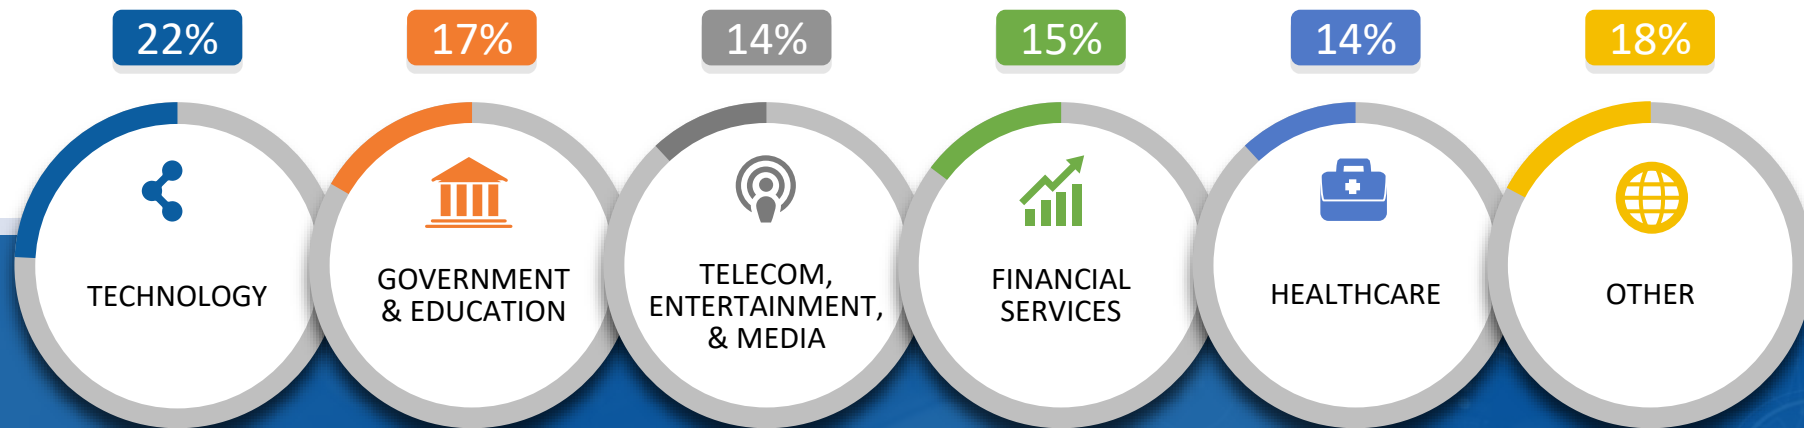 22%
17%
14%
15%
14%
18%
TECHNOLOGY
GOVERNMENT
& EDUCATION
TELECOM,
ENTERTAINMENT,
& MEDIA
FINANCIAL
SERVICES
HEALTHCARE
OTHER